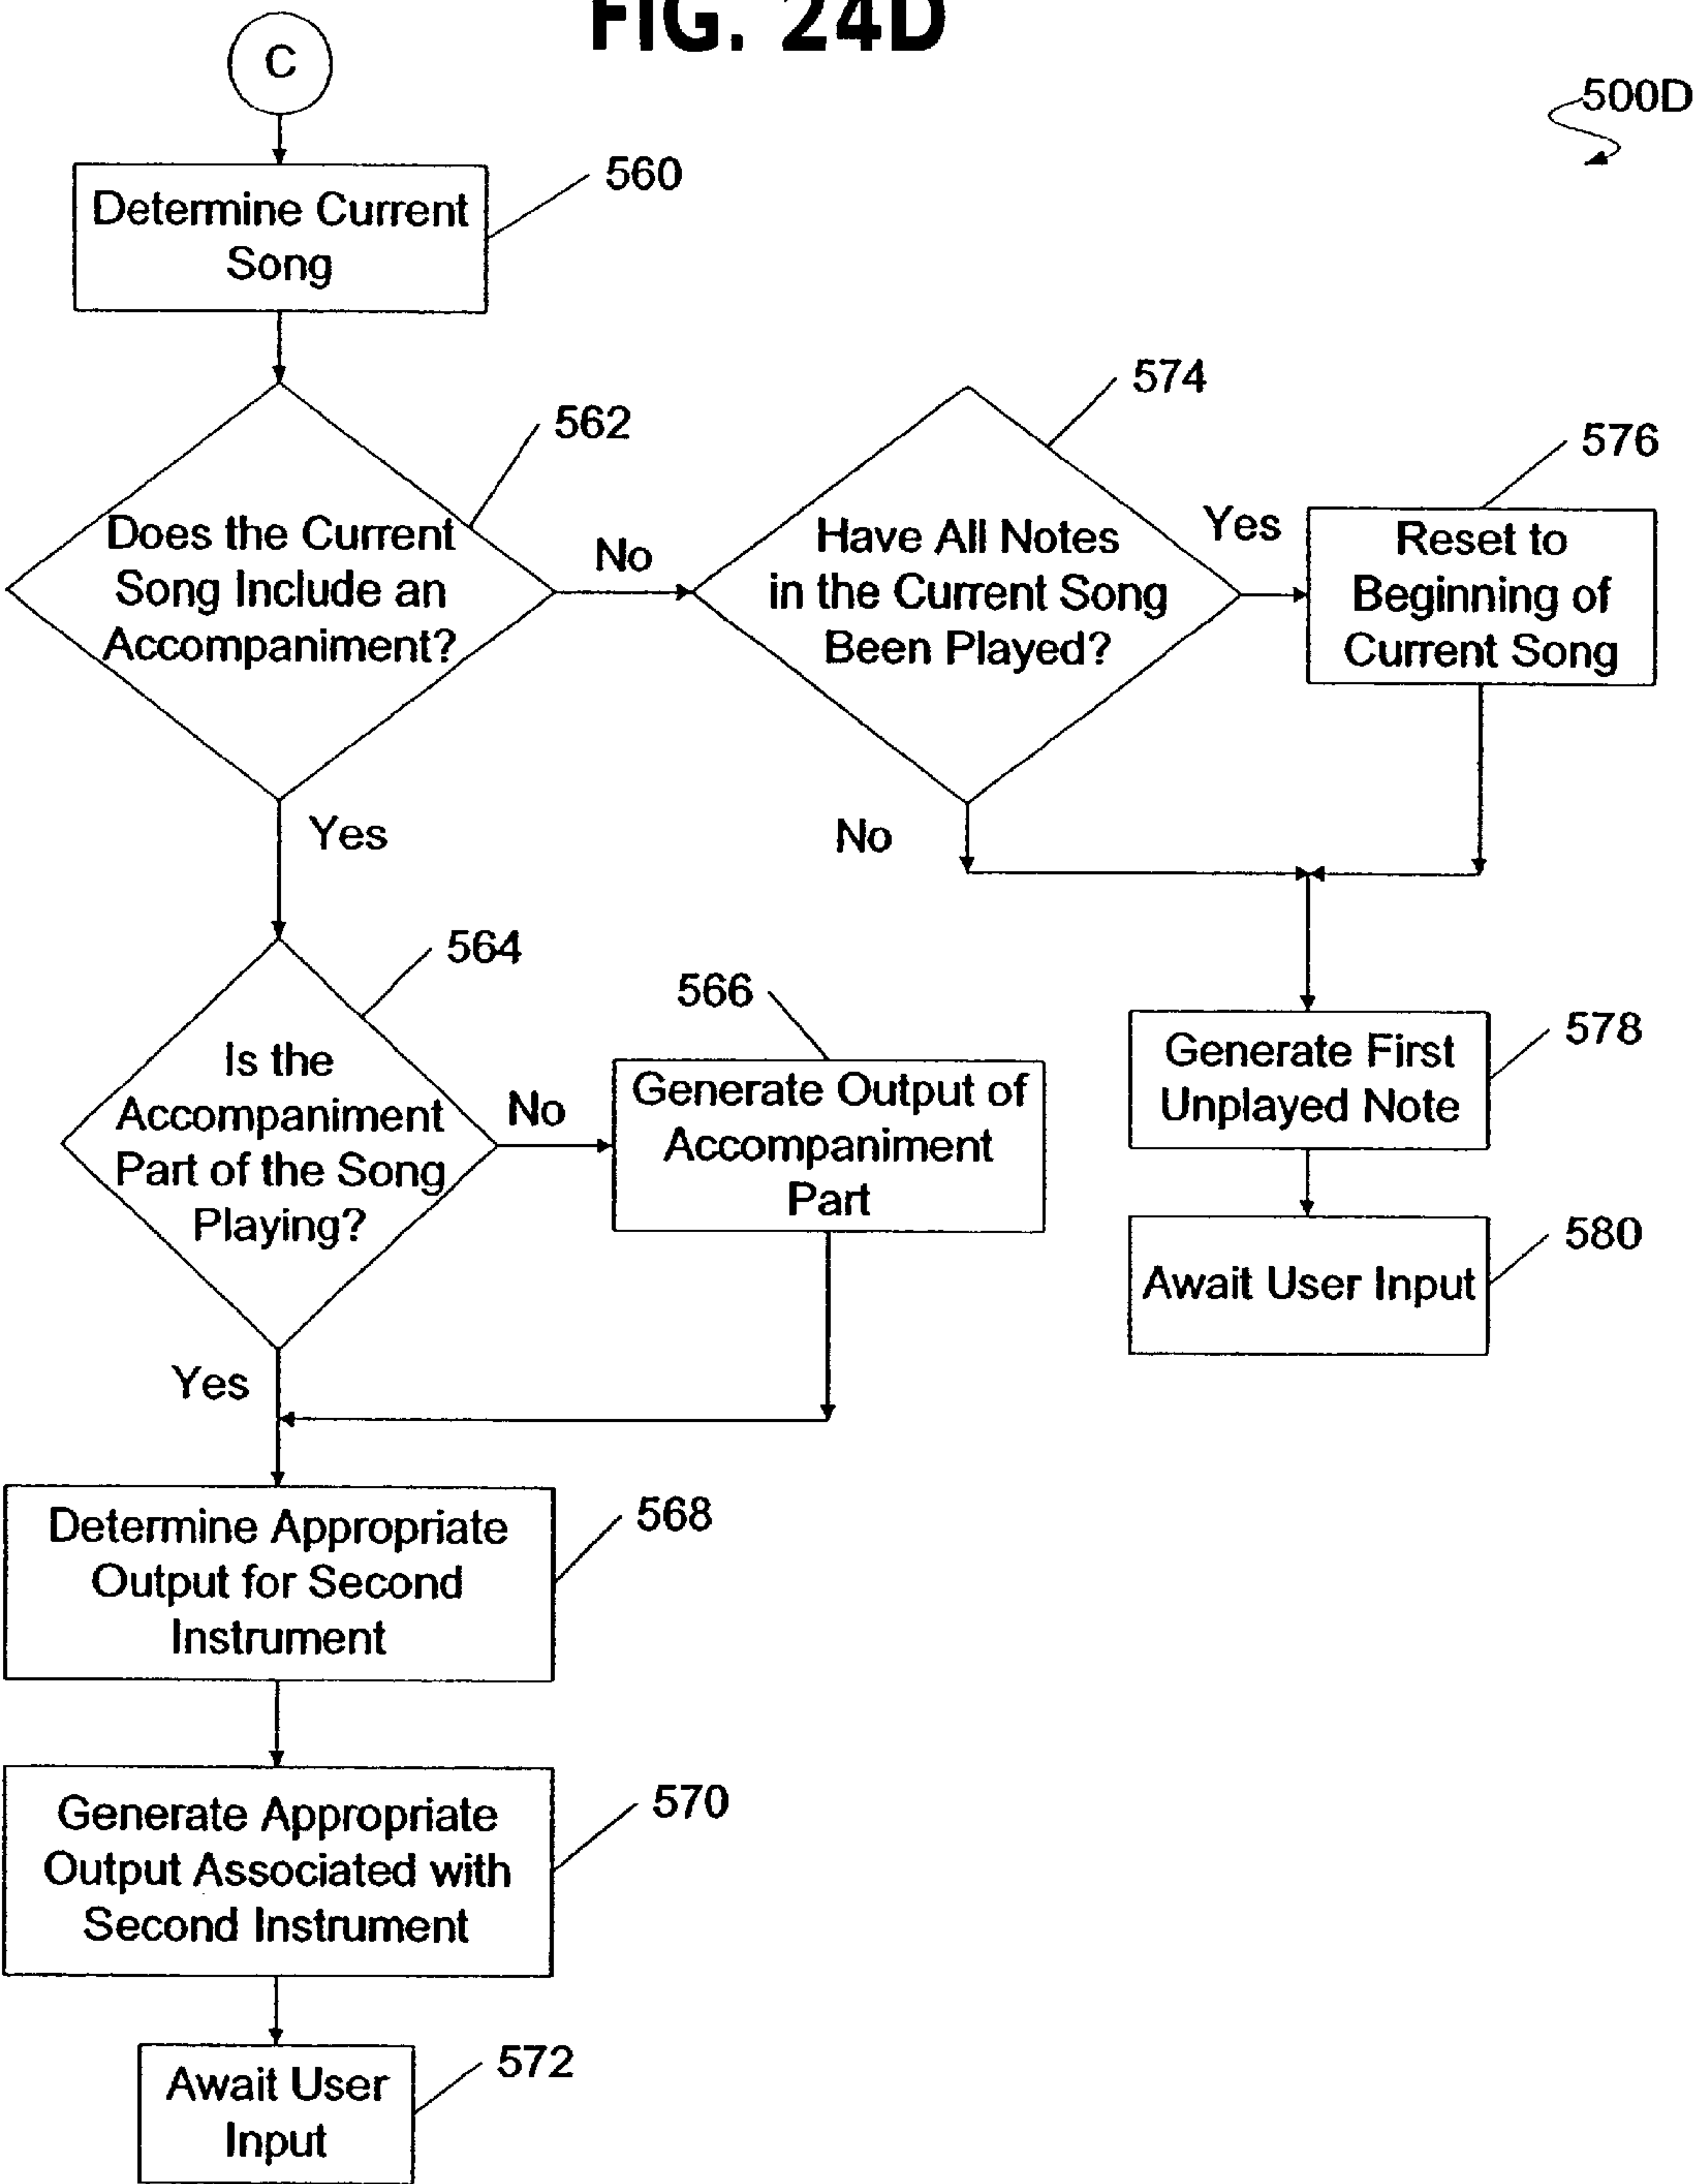 FIG. 24D
C
500D
560
Determine Current
Song
562
Does the Current
Song Include an
Accompaniment?
No
574
Have All Notes
in the Current Song
Been Played?
Yes
576
Reset to
Beginning of
Current Song
Yes
No
564
Is the
Accompaniment
Part of the Song
Playing?
No
566
Generate Output of
Accompaniment
Part
578
Generate First
Unplayed Note
580
Await User Input
Yes
568
Determine Appropriate
Output for Second
Instrument
570
Generate Appropriate
Output Associated with
Second Instrument
572
Await User
Input